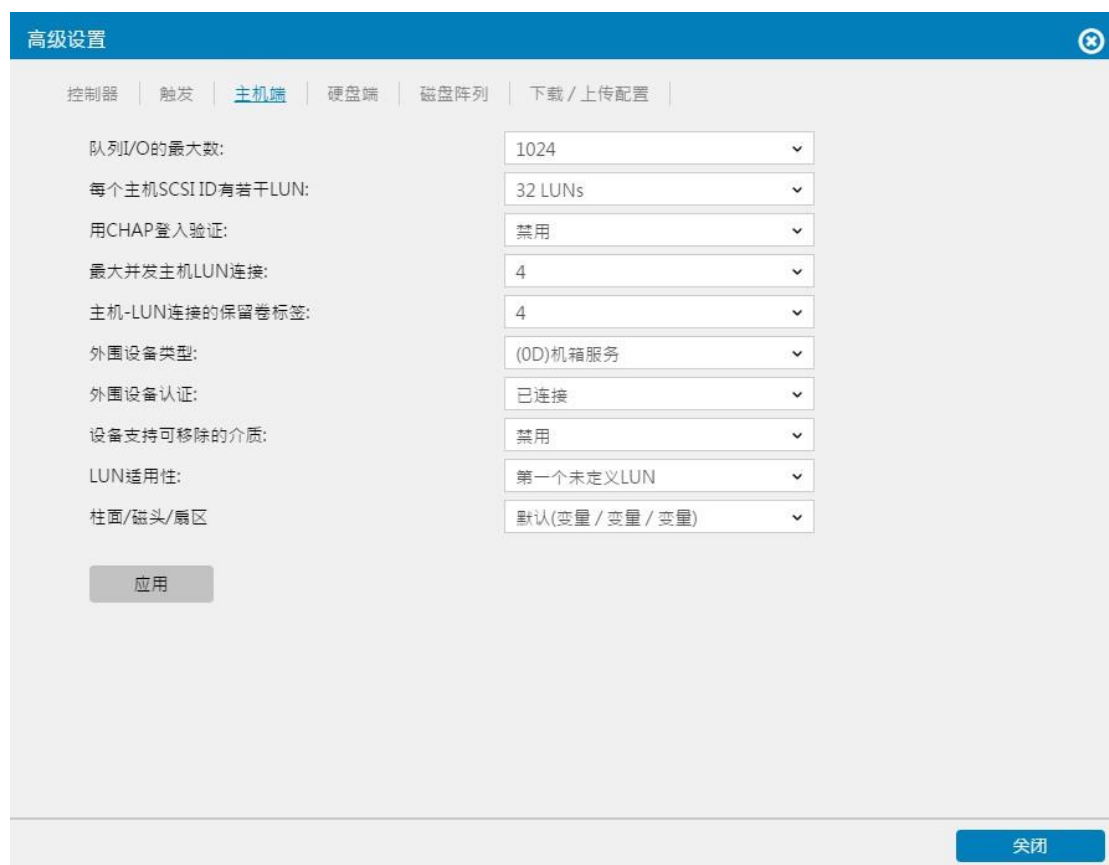 高级设置
控制器 触发 主机端 硬盘端 磁盘阵列 下载 / 上传配置
队列I/O的最大数: 1024
每个主机SCSI ID有若干LUN: 32 LUNs
用CHAP登入验证: 禁用
最大并发主机LUN连接: 4
主机-LUN连接的保留卷标签: 4
外围设备类型: (0D)机箱服务
外围设备认证: 已连接
设备支持可移除的介质: 禁用
LUN适用性: 第一个未定义LUN
柱面/磁头/扇区 默认(变量 / 变量 / 变量)
应用
关闭